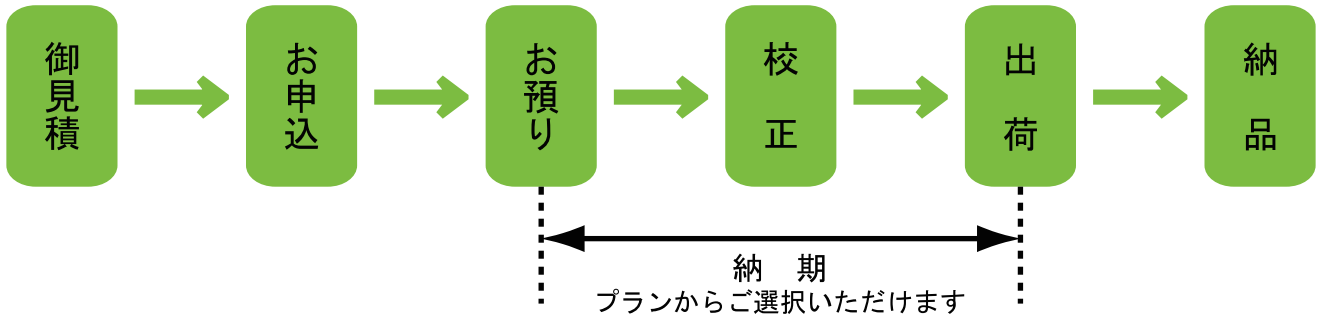 御見積
お申込
お預り
校正
出荷
納品
納 期
プランからご選択いただけます